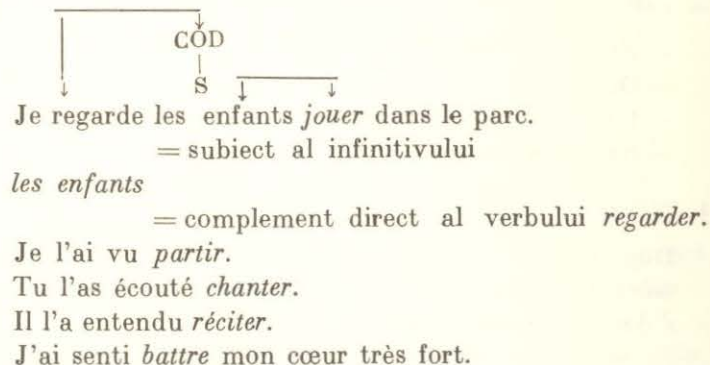 COD
S
Je regarde les enfants jouer dans le parc.
= subiect al infinitivului
les enfants
= complement direct al verbului regarder.
Je l'ai vu partir.
Tu l'as écouté chanter.
Il l'a entendu réciter.
J'ai senti battre mon cœur très fort.